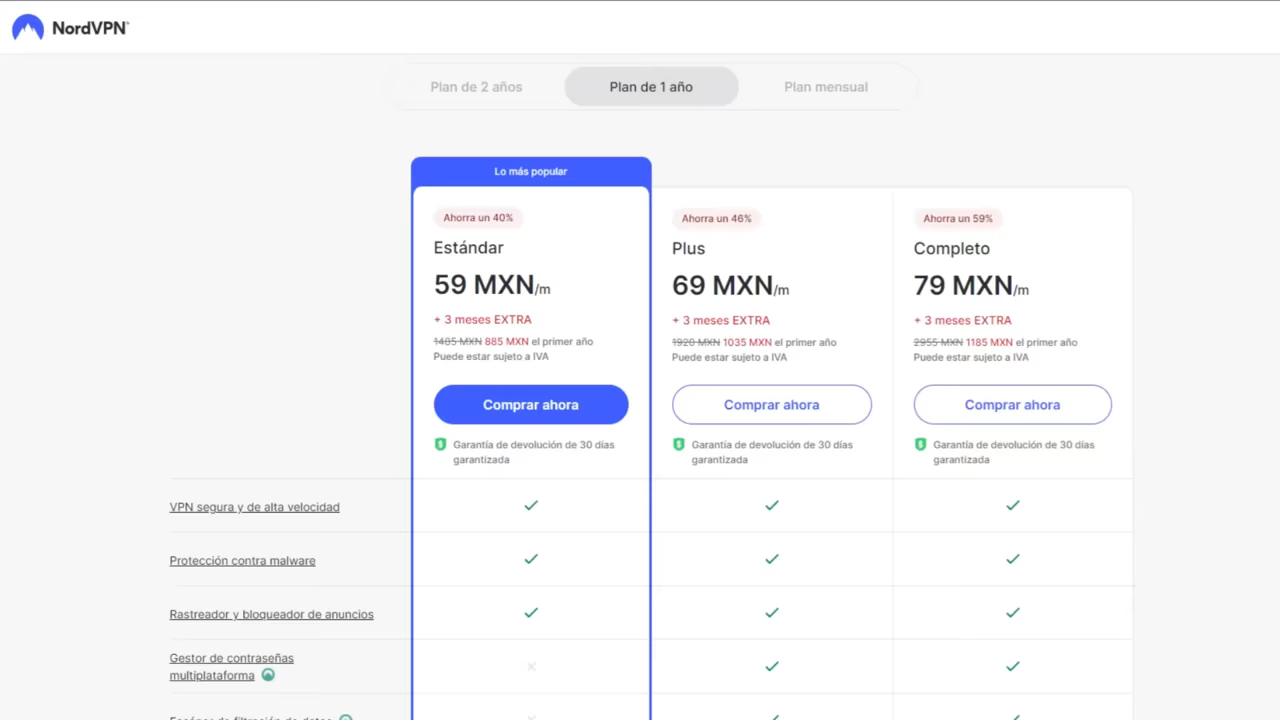 NordVPN®
Plan de 2 años
Plan de 1 año
Plan mensual
Lo más popular
Ahorra un 40%
Estándar
59 MXN/m
+ 3 meses EXTRA
1485 MXN 885 MXN el primer año
Puede estar sujeto a IVA
Comprar ahora
Garantía de devolución de 30 días
garantizada
Ahorra un 46%
Plus
69 MXN/m
+ 3 meses EXTRA
1920 MXN 1035 MXN el primer año
Puede estar sujeto a IVA
Comprar ahora
Garantía de devolución de 30 días
garantizada
Ahorra un 59%
Completo
79 MXN/m
+ 3 meses EXTRA
2955 MXN 1185 MXN el primer año
Puede estar sujeto a IVA
Comprar ahora
Garantía de devolución de 30 días
garantizada
VPN segura y de alta velocidad
Protección contra malware
Rastreador y bloqueador de anuncios
Gestor de contraseñas
multiplataforma
Escáner de filtración de datos